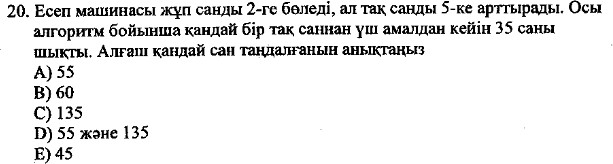 20. Есеп машинасы жұп санды 2-ге бөледі, ал тақ санды 5-ке арттырады. Осы
алгоритм бойынша қандай бір тақ саннан үш амалдан кейін 35 саны
шықты. Алғаш қандай сан таңдалғанын анықтаңыз
A) 55
B) 60
C) 135
D) 55 және 135
E) 45